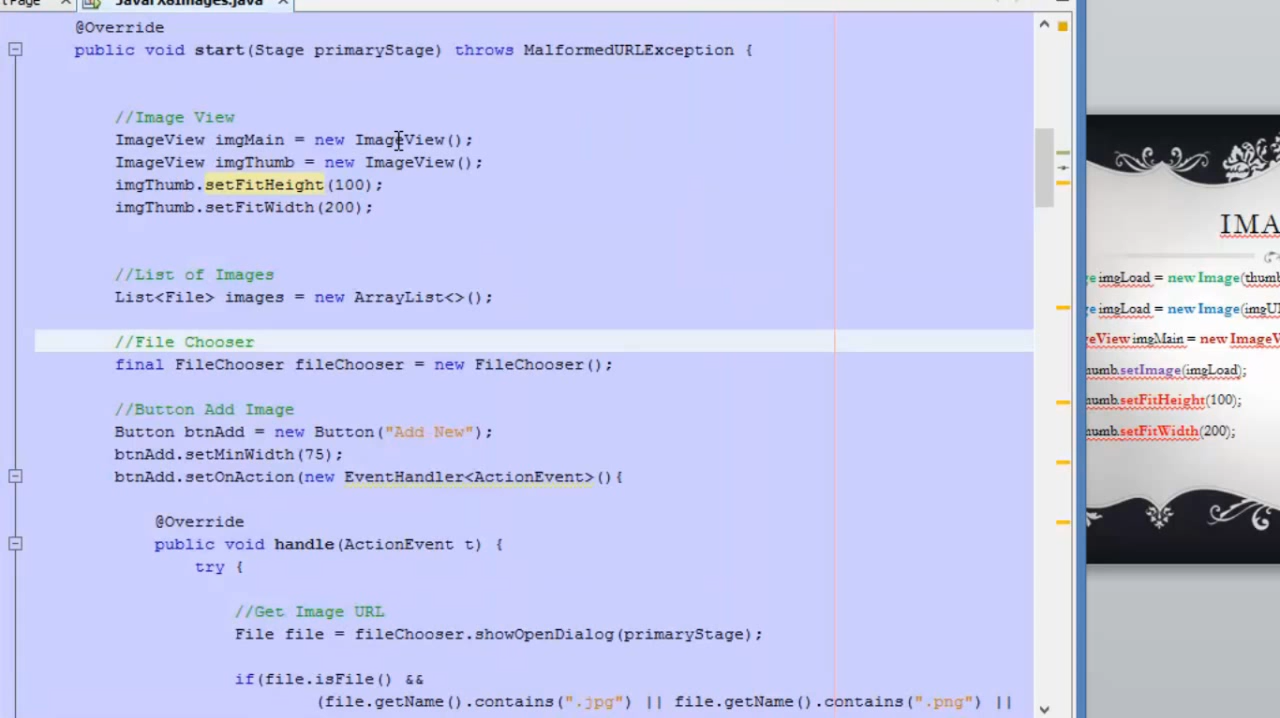 JavaFX8Images.java
@Override
public void start(Stage primaryStage) throws MalformedURLException {
//Image View
ImageView imgMain = new ImageView();
ImageView imgThumb = new ImageView();
imgThumb.setFitHeight(100);
imgThumb.setFitWidth(200);
//List of Images
List<File> images = new ArrayList<>();
//File Chooser
final FileChooser fileChooser = new FileChooser();
//Button Add Image
Button btnAdd = new Button("Add New");
btnAdd.setMinWidth(75);
btnAdd.setOnAction(new EventHandler<ActionEvent>(){
@Override
public void handle(ActionEvent t) {
try {
//Get Image URL
File file = fileChooser.showOpenDialog(primaryStage);
if(file.isFile() &&
(file.getName().contains(".jpg") || file.getName().contains(".png") ||
IMA
ge imgLoad = new Image(thumb
ge imgLoad = new Image(imgU
eView imgMain = new ImageV
humb.setImage(imgLoad);
humb.setFitHeight(100);
humb.setFitWidth(200);